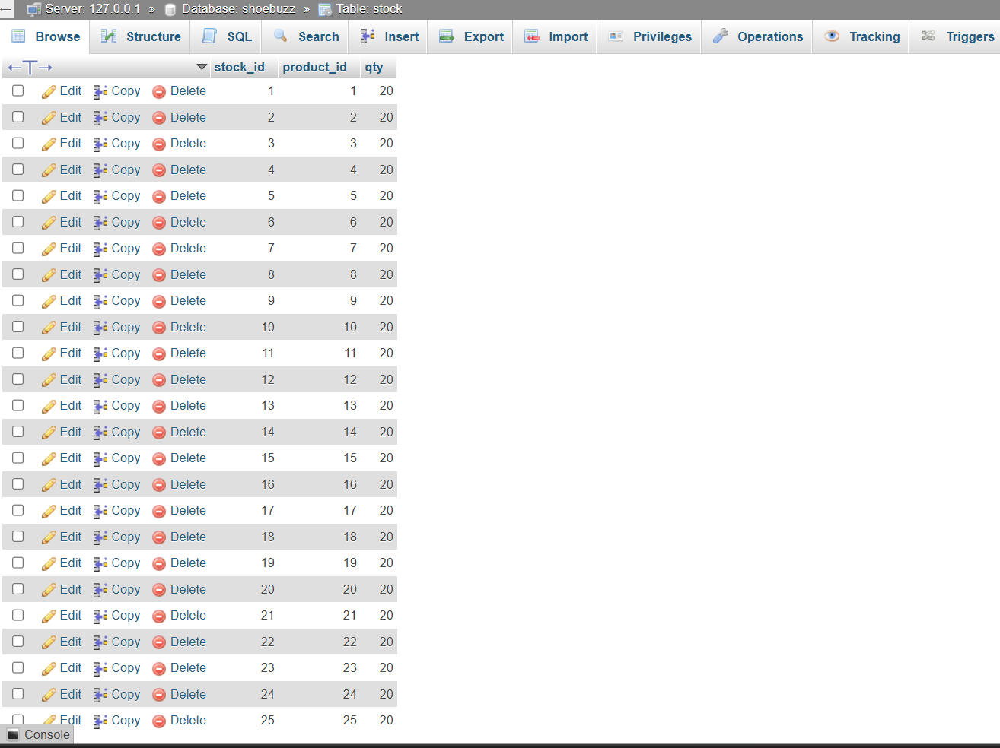 ← Server: 127.0.0.1 » Database: shoebuzz » Table: stock
Browse Structure SQL Search Insert Export Import Privileges Operations Tracking Triggers
←T→ stock_id product_id qty
Edit Copy Delete 1 1 20
Edit Copy Delete 2 2 20
Edit Copy Delete 3 3 20
Edit Copy Delete 4 4 20
Edit Copy Delete 5 5 20
Edit Copy Delete 6 6 20
Edit Copy Delete 7 7 20
Edit Copy Delete 8 8 20
Edit Copy Delete 9 9 20
Edit Copy Delete 10 10 20
Edit Copy Delete 11 11 20
Edit Copy Delete 12 12 20
Edit Copy Delete 13 13 20
Edit Copy Delete 14 14 20
Edit Copy Delete 15 15 20
Edit Copy Delete 16 16 20
Edit Copy Delete 17 17 20
Edit Copy Delete 18 18 20
Edit Copy Delete 19 19 20
Edit Copy Delete 20 20 20
Edit Copy Delete 21 21 20
Edit Copy Delete 22 22 20
Edit Copy Delete 23 23 20
Edit Copy Delete 24 24 20
Edit Copy Delete 25 25 20
Console